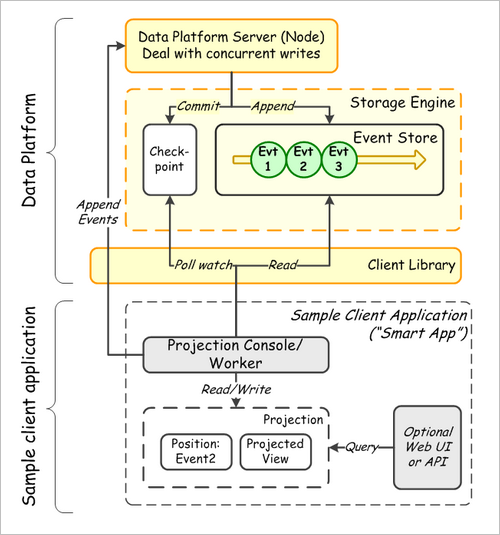 Data Platform Server (Node)
Deal with concurrent writes
Data Platform
Commit
Append
Storage Engine
Check-
point
Event Store
Evt
1
Evt
2
Evt
3
Append
Events
Poll watch
Read
Client Library
Sample client application
Sample Client Application
("Smart App")
Projection Console/
Worker
Read/Write
Projection
Position:
Event2
Projected
View
Query
Optional
Web UI
or API